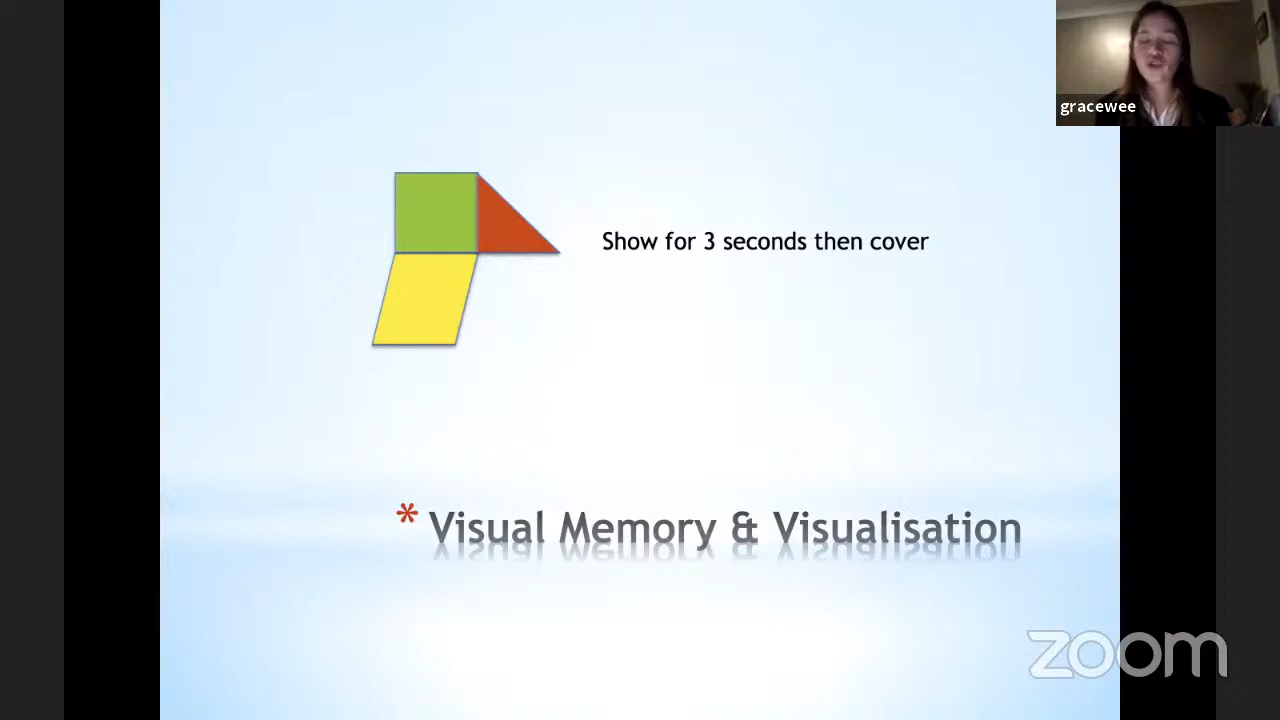 gracewee
Show for 3 seconds then cover
* Visual Memory & Visualisation
zoom